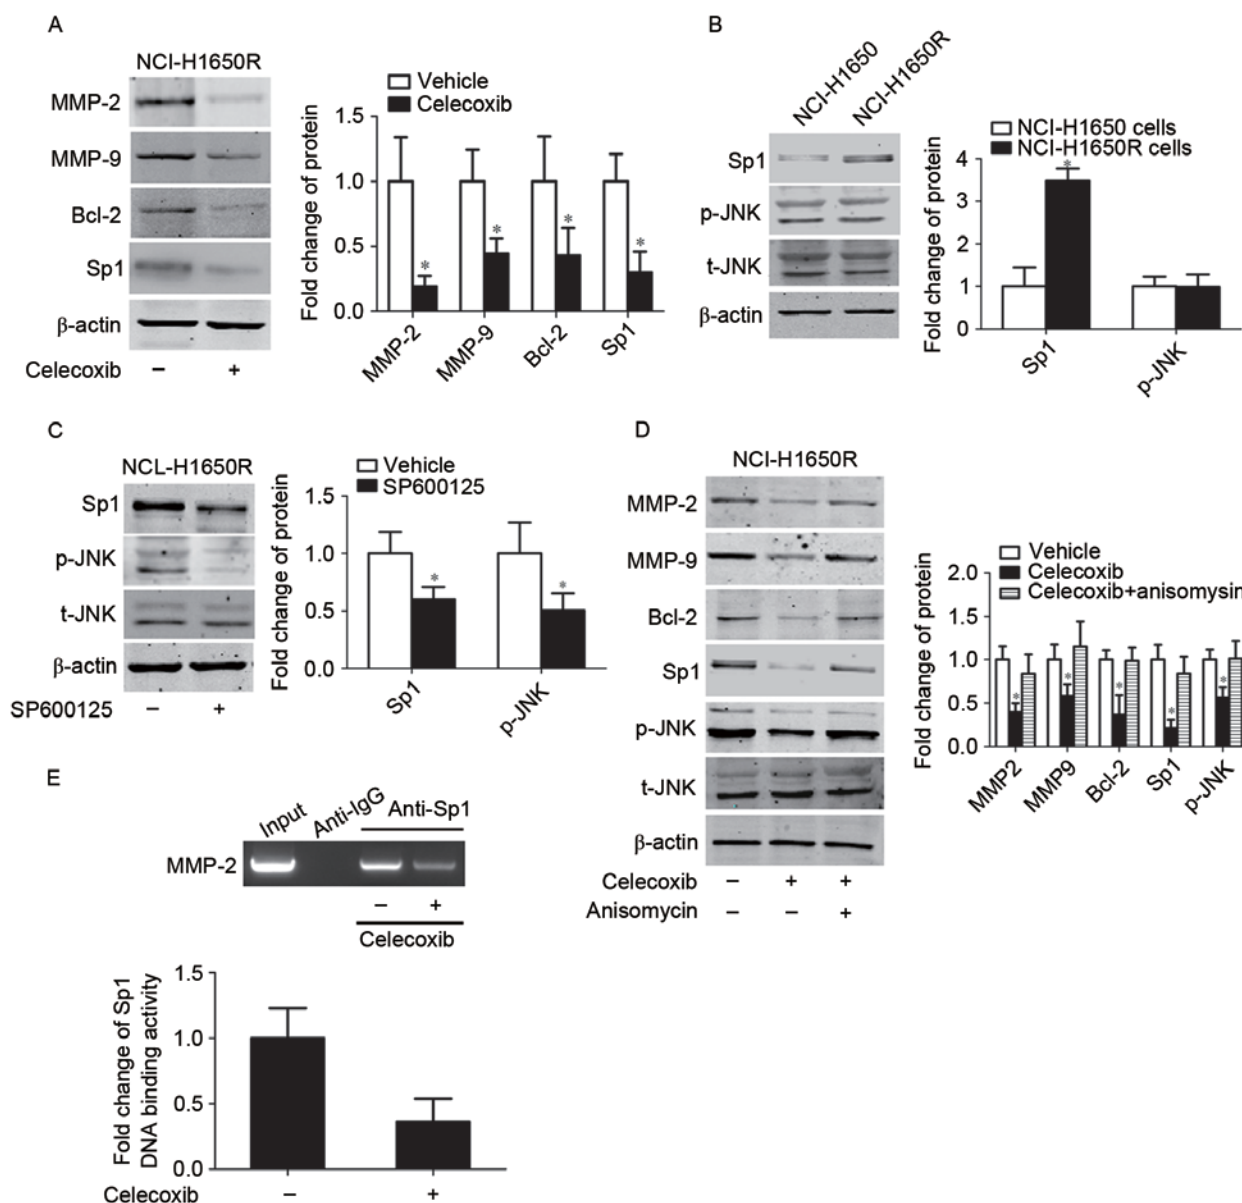 A
NCI-H1650R
MMP-2
MMP-9
Bcl-2
Sp1
β-actin
Celecoxib − +
Vehicle
Celecoxib
Fold change of protein
1.5
1.0
0.5
0.0
MMP-2 MMP-9 Bcl-2 Sp1
* * * *
B
NCI-H1650 NCI-H1650R
Sp1
p-JNK
t-JNK
β-actin
NCI-H1650 cells
NCI-H1650R cells
Fold change of protein
4
3
2
1
0
*
Sp1 p-JNK
C
NCL-H1650R
Sp1
p-JNK
t-JNK
β-actin
SP600125 − +
Vehicle
SP600125
Fold change of protein
1.5
1.0
0.5
0.0
* *
Sp1 p-JNK
D
NCI-H1650R
MMP-2
MMP-9
Bcl-2
Sp1
p-JNK
t-JNK
β-actin
Celecoxib − + +
Anisomycin − − +
Vehicle
Celecoxib
Celecoxib+anisomysin
Fold change of protein
2.0
1.5
1.0
0.5
0.0
* * * * *
MMP2 MMP9 Bcl-2 Sp1 p-JNK
E
Input Anti-IgG Anti-Sp1
MMP-2
− +
Celecoxib
Fold change of Sp1
DNA binding activity
1.5
1.0
0.5
0.0
Celecoxib − +